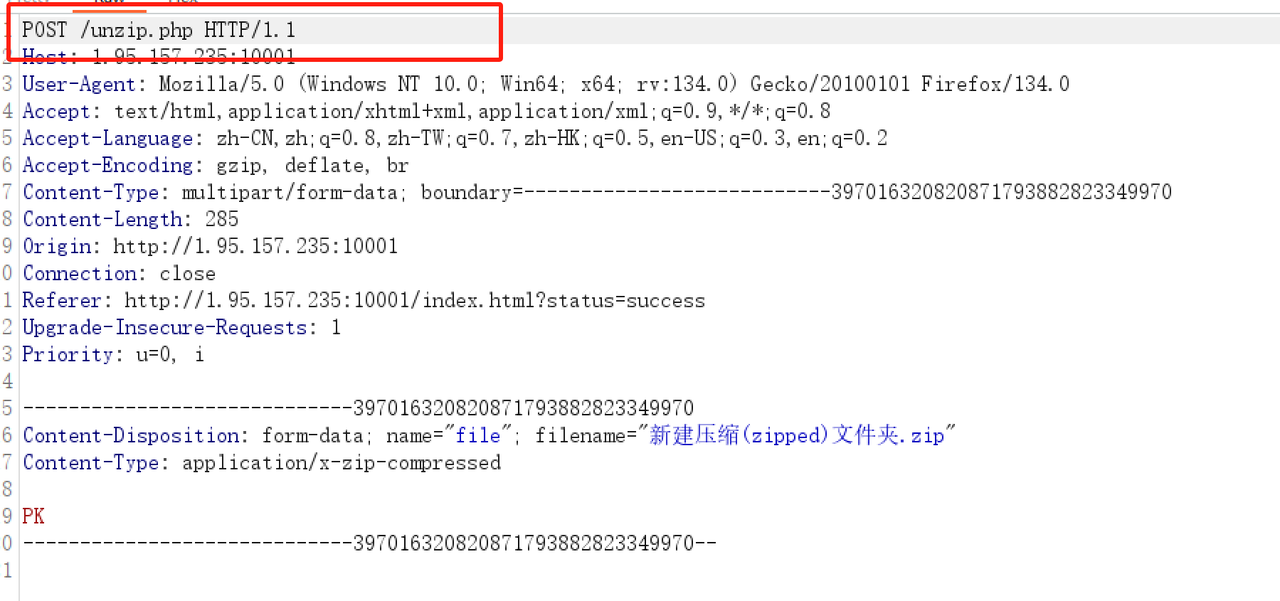 POST /unzip.php HTTP/1.1
2 Host: 1.95.157.235:10001
3 User-Agent: Mozilla/5.0 (Windows NT 10.0; Win64; x64; rv:134.0) Gecko/20100101 Firefox/134.0
4 Accept: text/html,application/xhtml+xml,application/xml;q=0.9,*/*;q=0.8
5 Accept-Language: zh-CN,zh;q=0.8,zh-TW;q=0.7,zh-HK;q=0.5,en-US;q=0.3,en;q=0.2
6 Accept-Encoding: gzip, deflate, br
7 Content-Type: multipart/form-data; boundary=---------------------------397016320820871793882823349970
8 Content-Length: 285
9 Origin: http://1.95.157.235:10001
0 Connection: close
1 Referer: http://1.95.157.235:10001/index.html?status=success
2 Upgrade-Insecure-Requests: 1
3 Priority: u=0, i
4
5 -----------------------------397016320820871793882823349970
6 Content-Disposition: form-data; name="file"; filename="新建压缩(zipped)文件夹.zip"
7 Content-Type: application/x-zip-compressed
8
9 PK
0 -----------------------------397016320820871793882823349970--
1